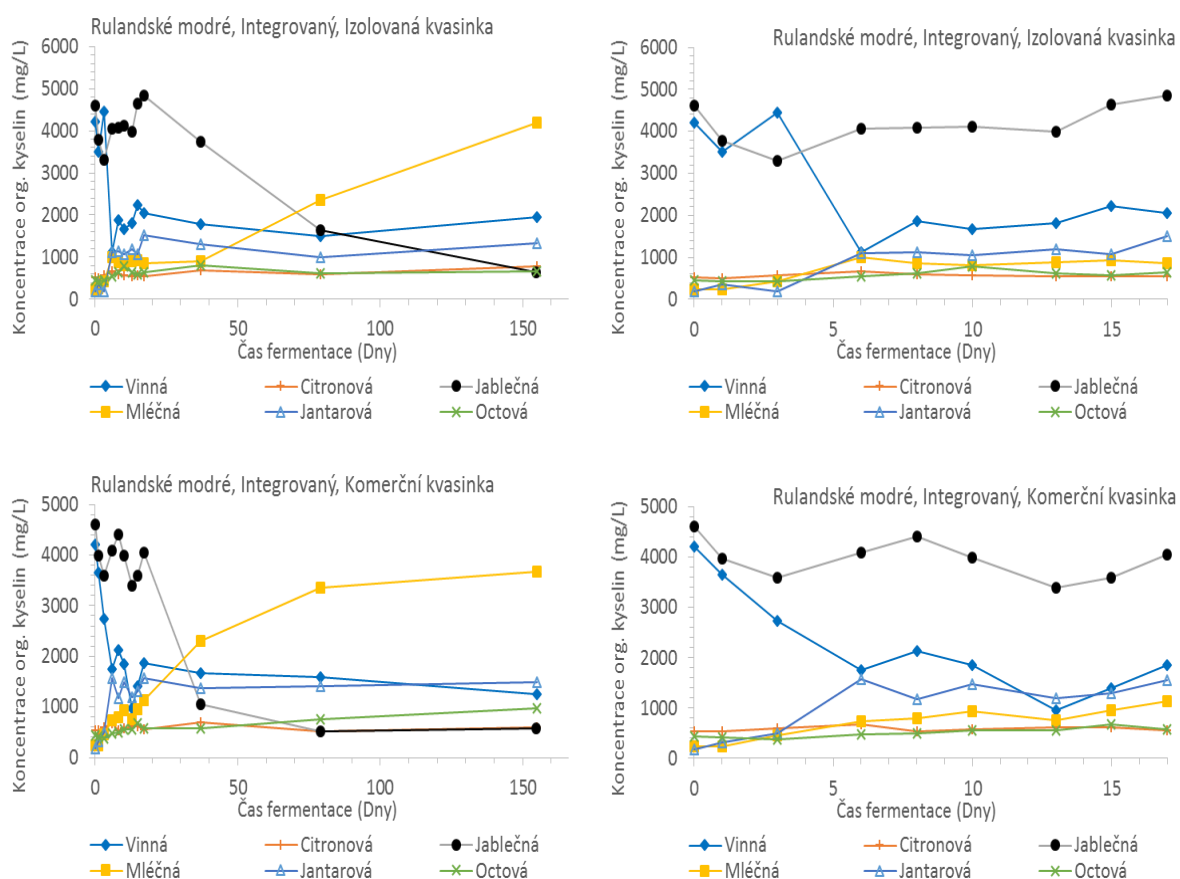 Rulandské modré, Integrovaný, Izolovaná kvasinka
Koncentrace org. kyselin (mg/L)
6000
5000
4000
3000
2000
1000
0
0 50 100 150
Čas fermentace (Dny)
Vinná Citronová Jablečná
Mléčná Jantarová Octová
Rulandské modré, Integrovaný, Izolovaná kvasinka
Koncentrace org. kyselin (mg/L)
6000
5000
4000
3000
2000
1000
0
0 5 10 15
Čas fermentace (Dny)
Vinná Citronová Jablečná
Mléčná Jantarová Octová
Rulandské modré, Integrovaný, Komerční kvasinka
Koncentrace org. kyselin (mg/L)
5000
4000
3000
2000
1000
0
0 50 100 150
Čas fermentace (Dny)
Vinná Citronová Jablečná
Mléčná Jantarová Octová
Rulandské modré, Integrovaný, Komerční kvasinka
Koncentrace org. kyselin (mg/L)
5000
4000
3000
2000
1000
0
0 5 10 15
Čas fermentace (Dny)
Vinná Citronová Jablečná
Mléčná Jantarová Octová